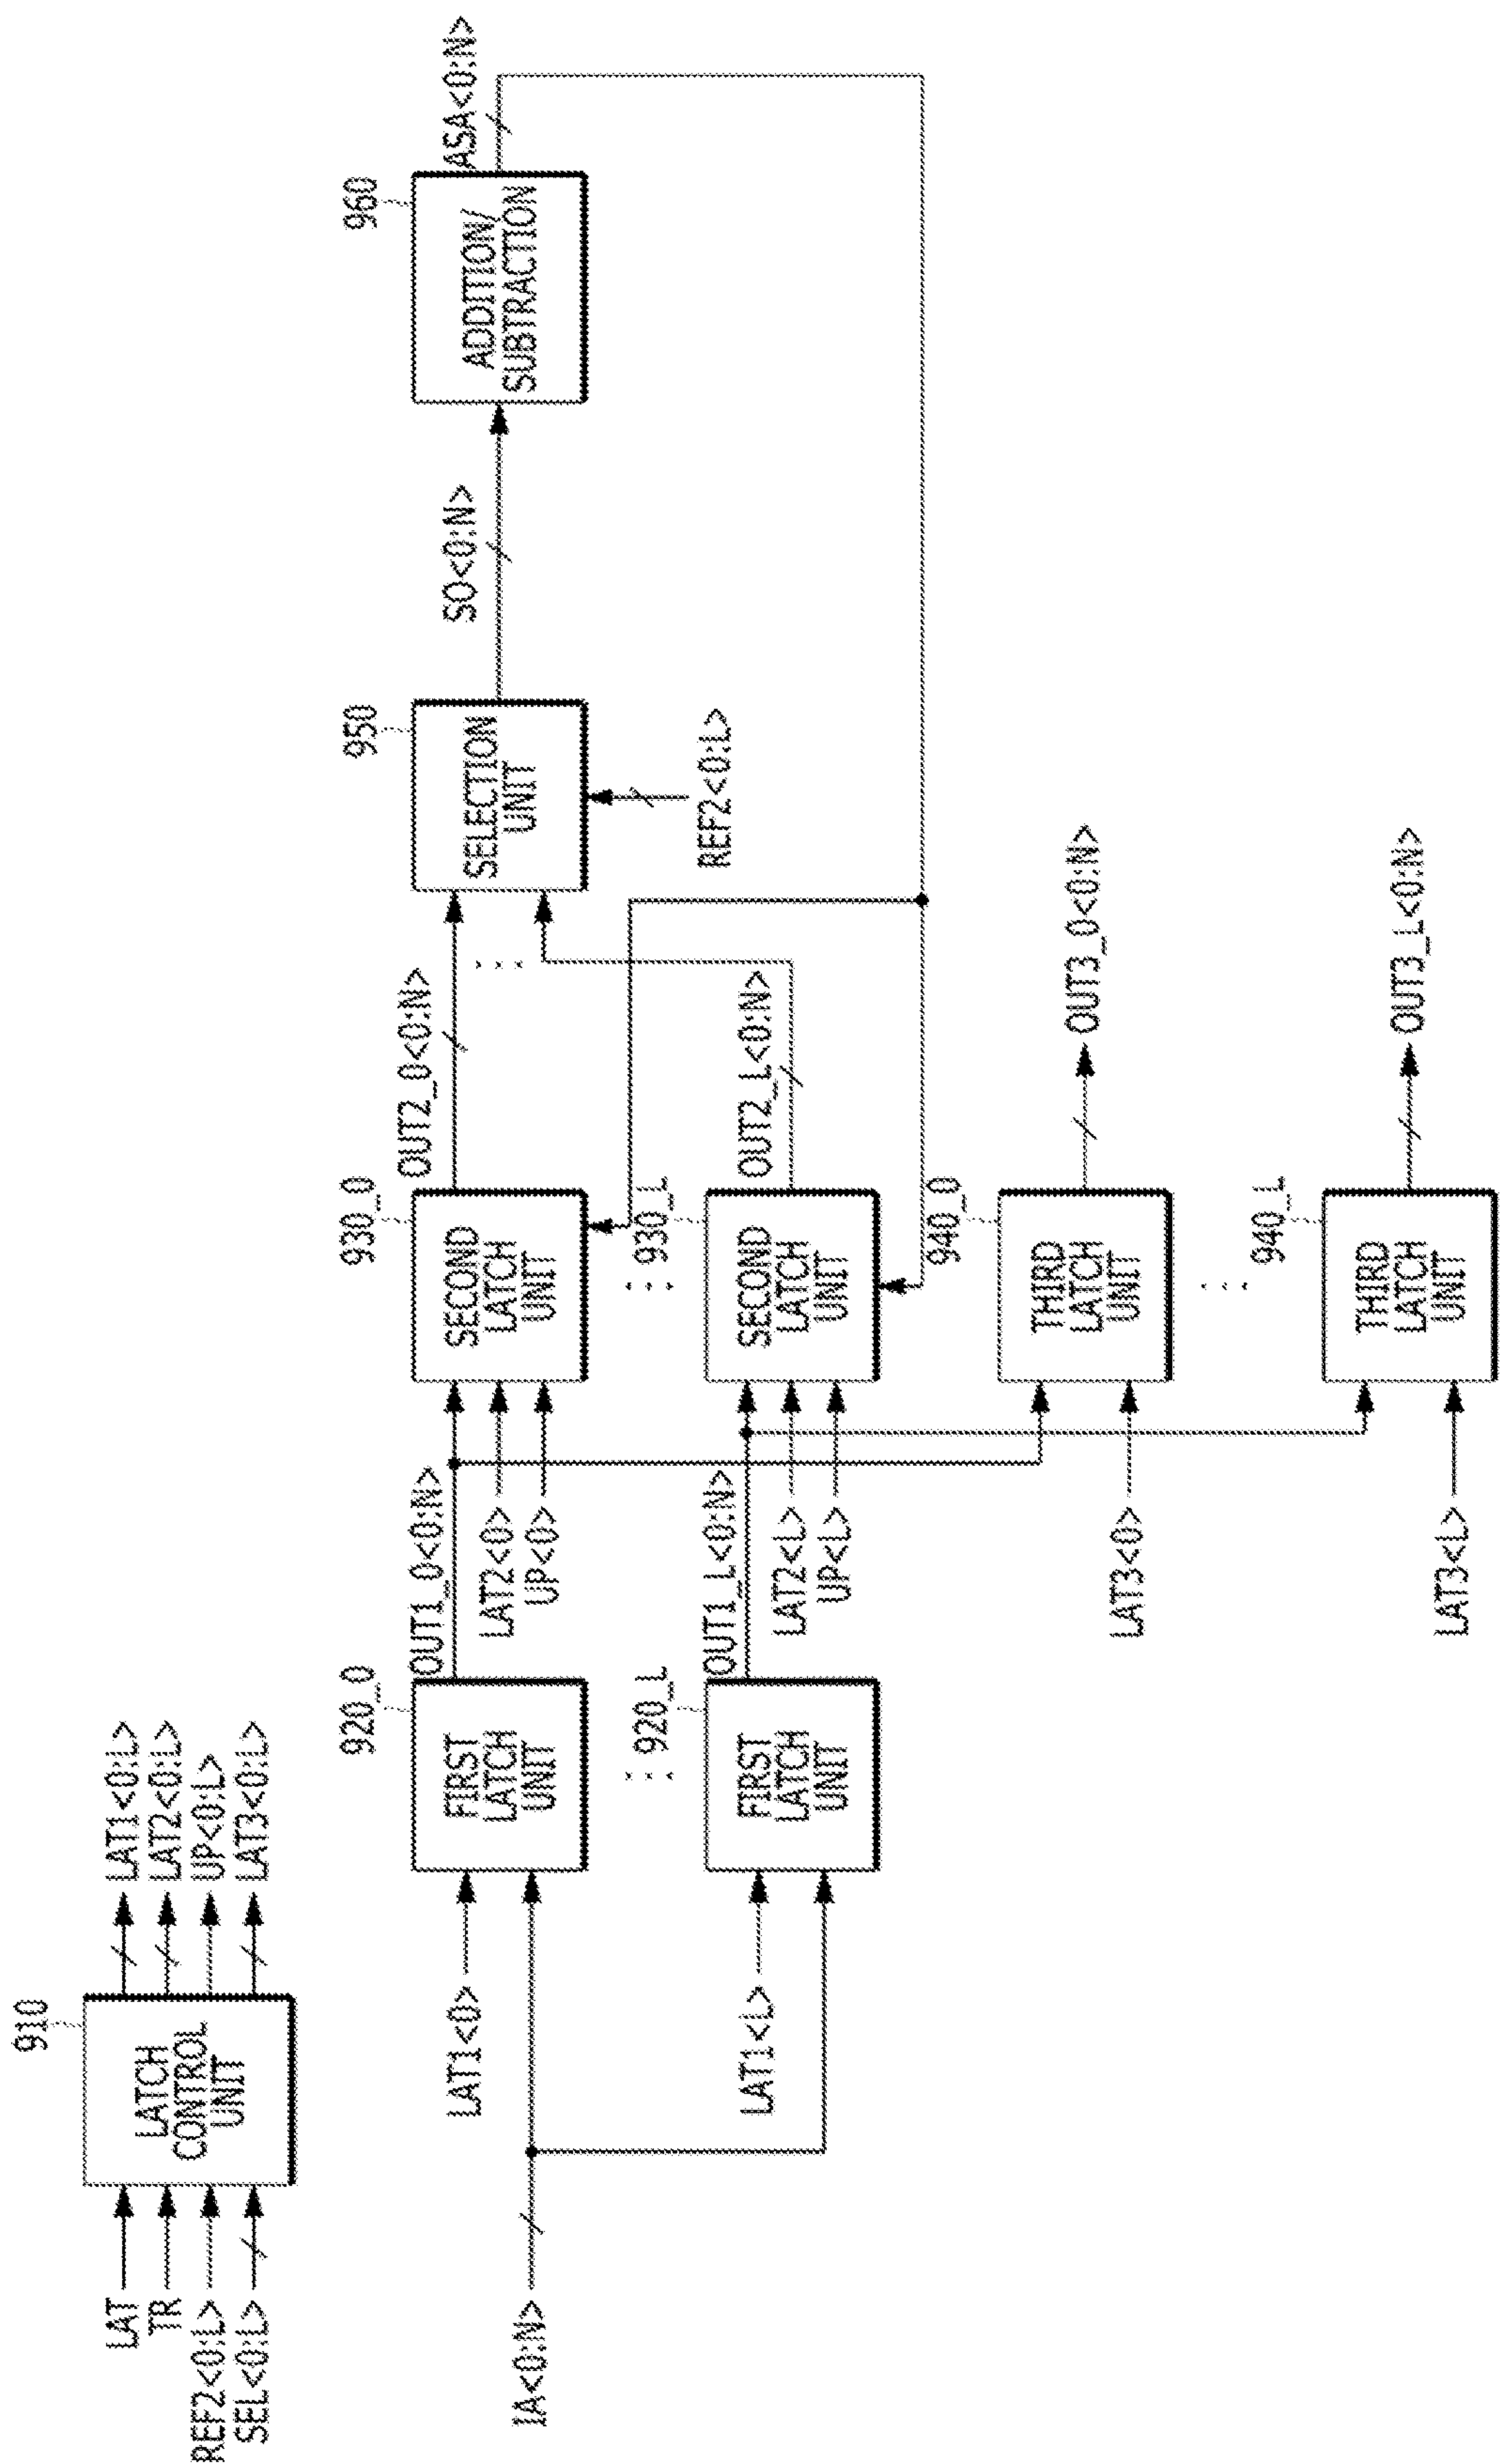 910
LAT
TR
REF2<0:L>
SEL<0:L>
LATCH
CONTROL
UNIT
LAT1<0:L>
LAT2<0:L>
UP<0:L>
LAT3<0:L>
IA<0:N>
LAT1<0>
920_0
FIRST
LATCH
UNIT
OUT1_0<0:N>
LAT2<0>
UP<0>
930_0
SECOND
LATCH
UNIT
OUT2_0<0:N>
950
SELECTION
UNIT
REF2<0:L>
SO<0:N>
960
ADDITION/
SUBTRACTION
ASA<0:N>
LAT1<L>
920_L
FIRST
LATCH
UNIT
OUT1_L<0:N>
LAT2<L>
UP<L>
930_L
SECOND
LATCH
UNIT
OUT2_L<0:N>
LAT3<0>
940_0
THIRD
LATCH
UNIT
OUT3_0<0:N>
LAT3<L>
940_L
THIRD
LATCH
UNIT
OUT3_L<0:N>